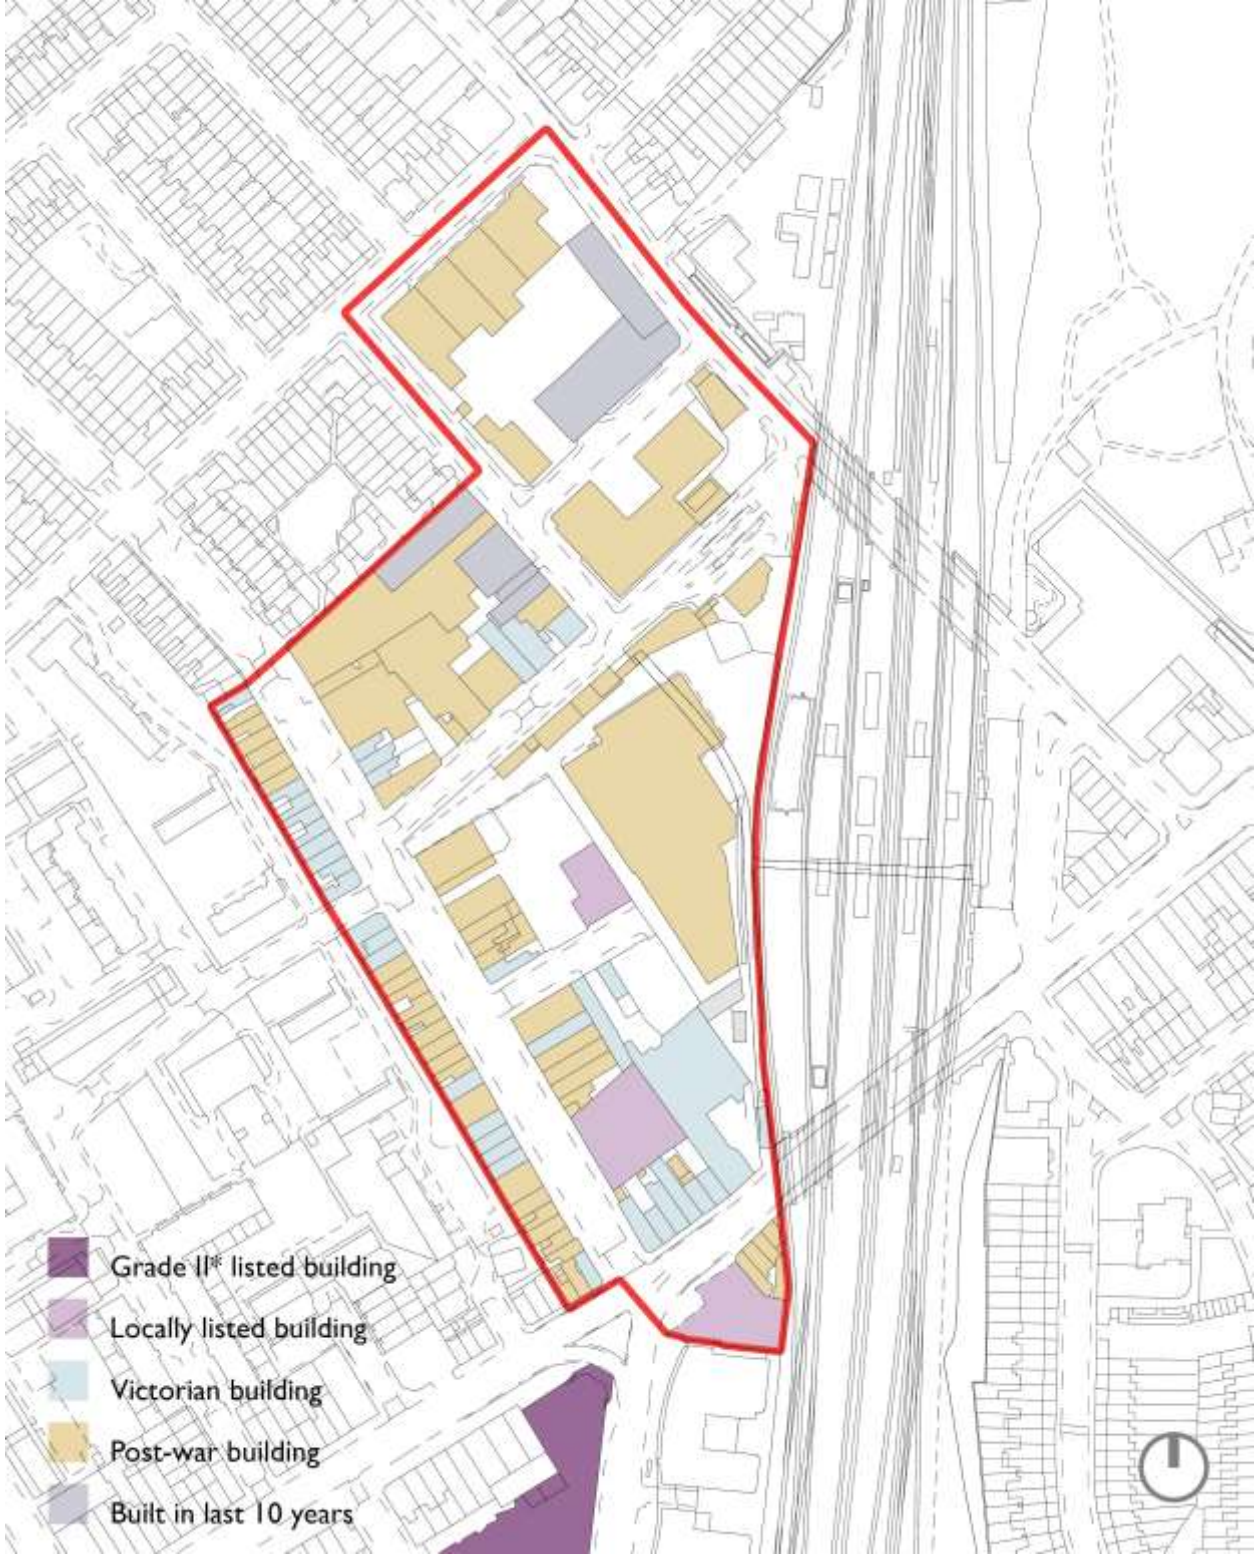 Grade II* listed building
Locally listed building
Victorian building
Post-war building
Built in last 10 years